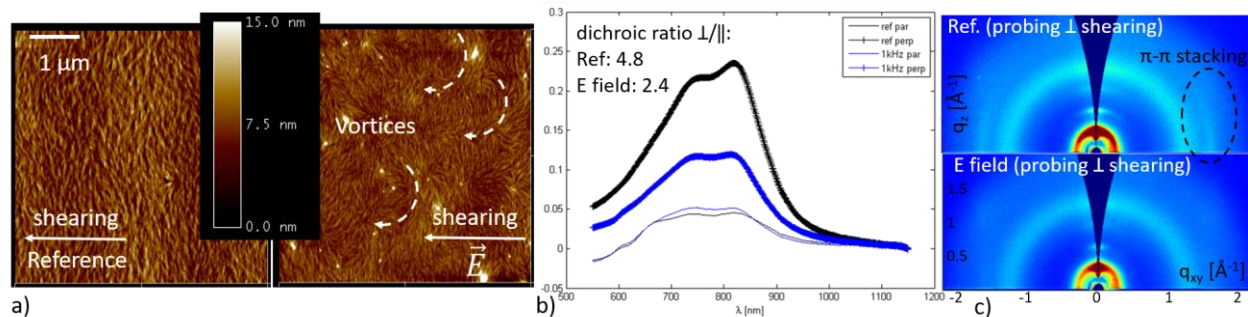 1 µm
15.0 nm
7.5 nm
0.0 nm
shearing
Reference
Vortices
shearing
E
a)
dichroic ratio ⊥/∥:
Ref: 4.8
E field: 2.4
ref par
ref perp
1kHz par
1kHz perp
0.3
0.25
0.2
0.15
0.1
0.05
0
-0.05
500 600 700 800 900 1000 1100 1200
λ [nm]
b)
Ref. (probing ⊥ shearing)
π-π
stacking
qz [Å-1]
E field (probing ⊥ shearing)
1.5
1
0.5
qxy [Å-1]
-2 -1 0 1 2
c)